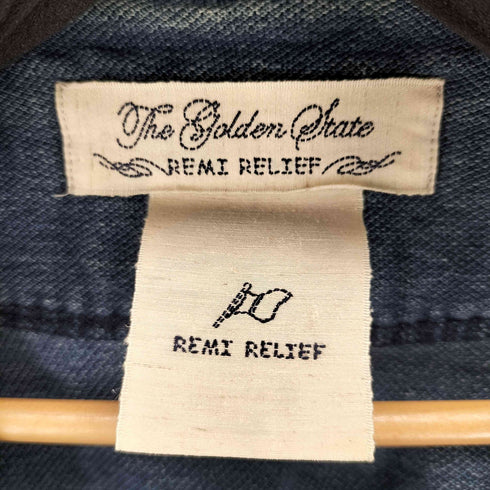 The Golden State
REMI RELIEF
REMI RELIEF